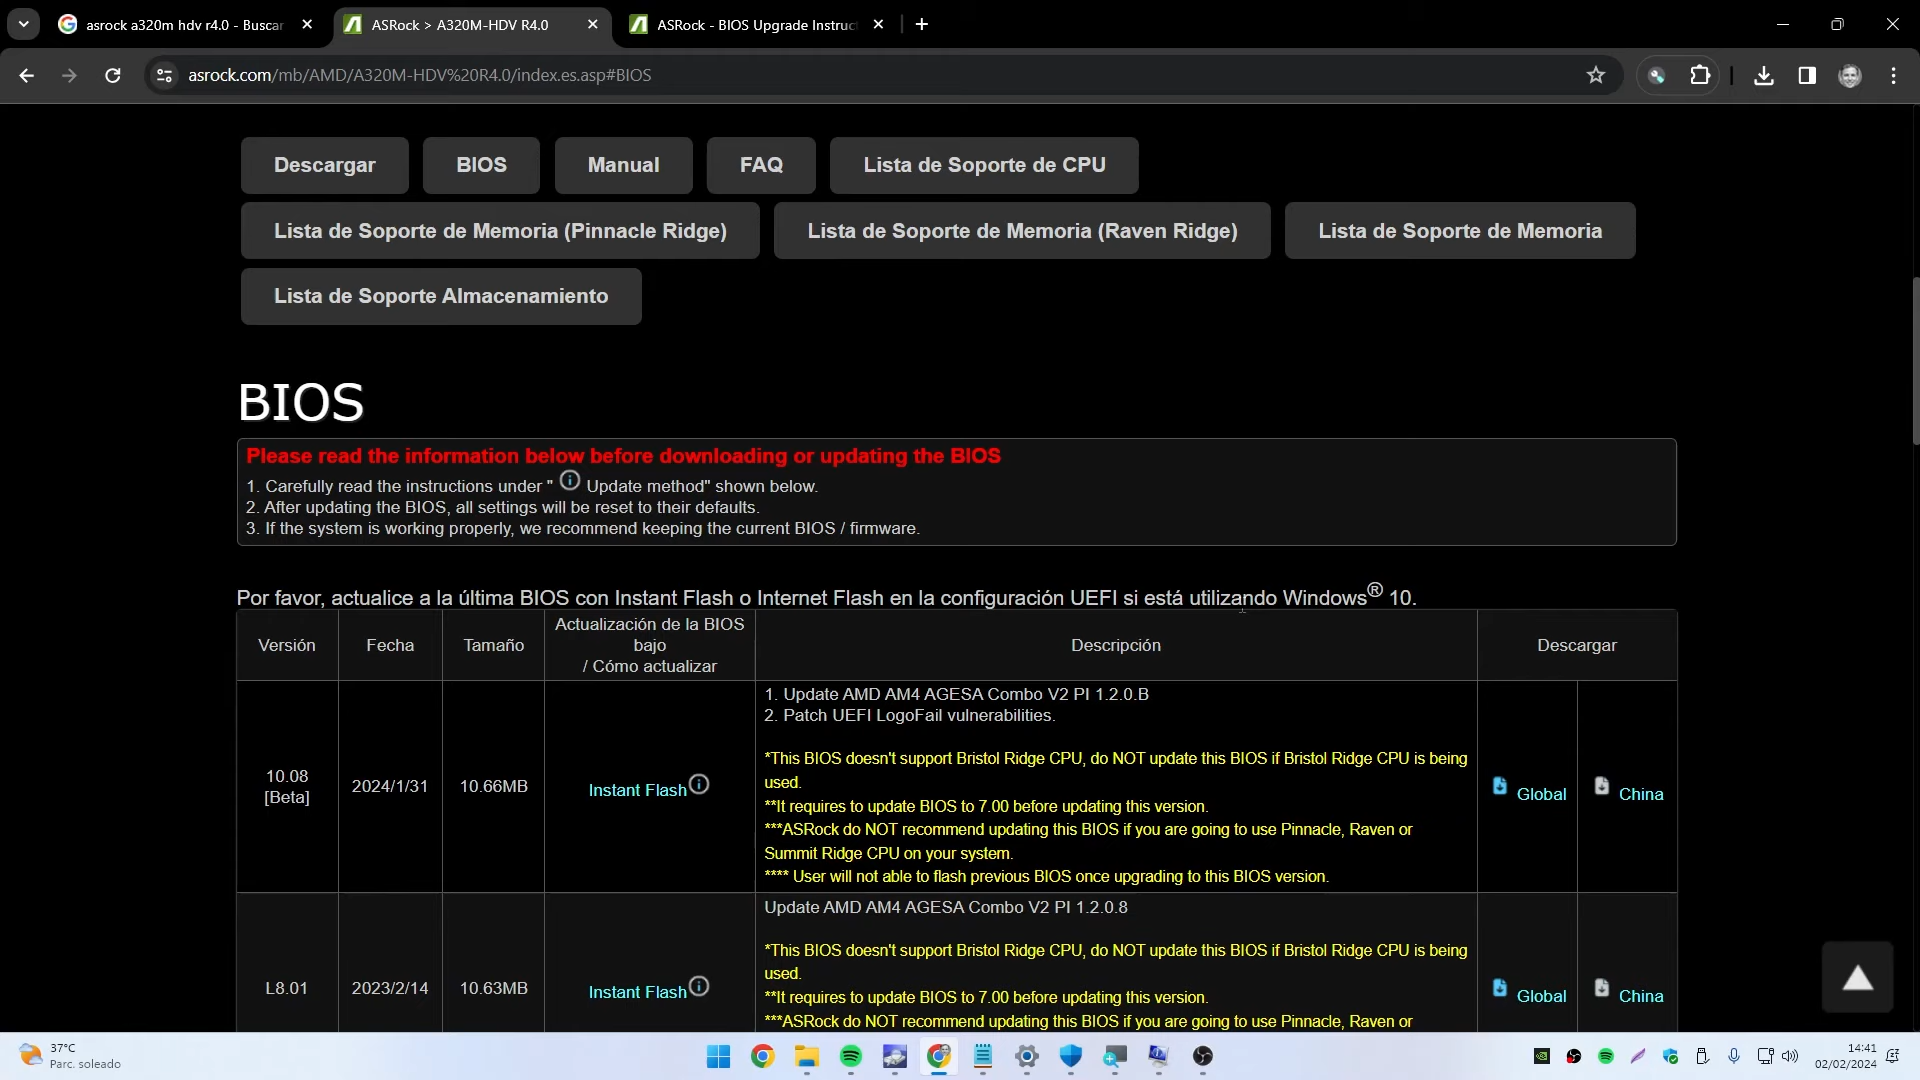 asrock a320m hdv r4.0 - Buscar
ASRock > A320M-HDV R4.0
ASRock - BIOS Upgrade Instruc
asrock.com/mb/AMD/A320M-HDV%20R4.0/index.es.asp#BIOS
Descargar
BIOS
Manual
FAQ
Lista de Soporte de CPU
Lista de Soporte de Memoria (Pinnacle Ridge)
Lista de Soporte de Memoria (Raven Ridge)
Lista de Soporte de Memoria
Lista de Soporte Almacenamiento
BIOS
Please read the information below before downloading or updating the BIOS
1. Carefully read the instructions under " Update method" shown below.
2. After updating the BIOS, all settings will be reset to their defaults.
3. If the system is working properly, we recommend keeping the current BIOS / firmware.
Por favor, actualice a la última BIOS con Instant Flash o Internet Flash en la configuración UEFI si está utilizando Windows® 10.
Versión
Fecha
Tamaño
Actualización de la BIOS
bajo
/ Cómo actualizar
Descripción
Descargar
10.08
[Beta]
2024/1/31
10.66MB
Instant Flash
1. Update AMD AM4 AGESA Combo V2 PI 1.2.0.B
2. Patch UEFI LogoFail vulnerabilities.
*This BIOS doesn't support Bristol Ridge CPU, do NOT update this BIOS if Bristol Ridge CPU is being
used.
**It requires to update BIOS to 7.00 before updating this version.
***ASRock do NOT recommend updating this BIOS if you are going to use Pinnacle, Raven or
Summit Ridge CPU on your system.
**** User will not able to flash previous BIOS once upgrading to this BIOS version.
Global
China
L8.01
2023/2/14
10.63MB
Instant Flash
Update AMD AM4 AGESA Combo V2 PI 1.2.0.8
*This BIOS doesn't support Bristol Ridge CPU, do NOT update this BIOS if Bristol Ridge CPU is being
used.
**It requires to update BIOS to 7.00 before updating this version.
***ASRock do NOT recommend updating this BIOS if you are going to use Pinnacle, Raven or
Global
China
37°C
Parc. soleado
14:41
02/02/2024